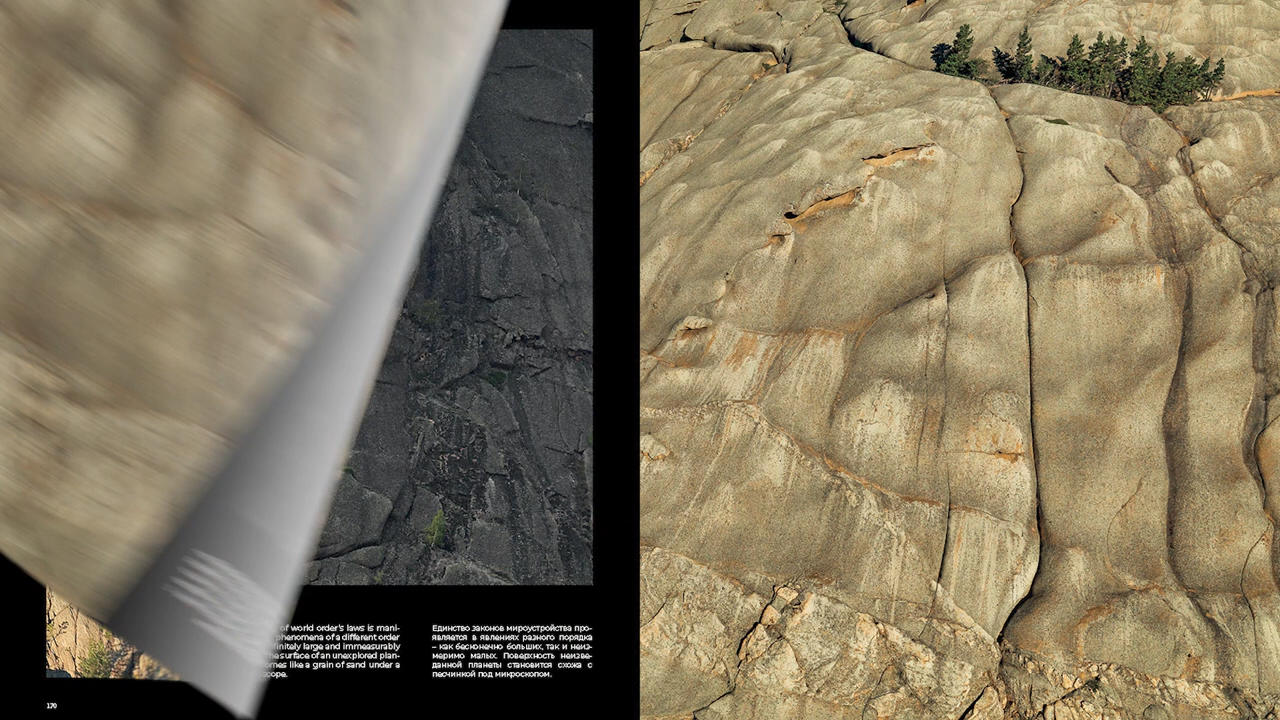 of world order's laws is mani-
phenomena of a different order
finitely large and immeasurably
he surface of an unexplored plan-
omes like a grain of sand under a
scope.
Единство законов мироустройства про-
является в явлениях разного порядка
– как бесконечно больших, так и неиз-
меримо малых. Поверхность неизве-
данной планеты становится схожа с
песчинкой под микроскопом.
170